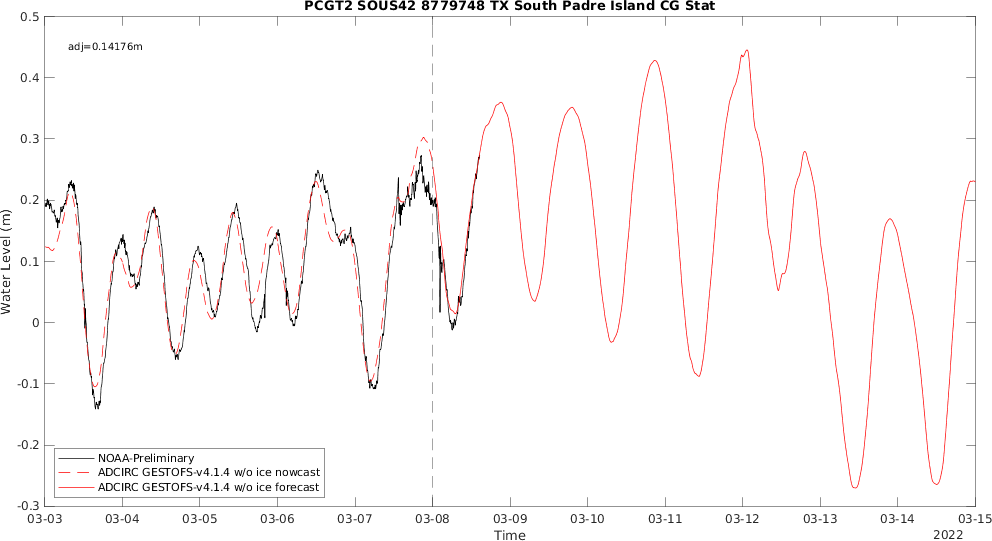 PCGT2 SOUS42 8779748 TX South Padre Island CG Stat
adj=0.14176m
Water Level (m)
0.5
0.4
0.3
0.2
0.1
0
-0.1
-0.2
-0.3
NOAA-Preliminary
ADCIRC GESTOFS-v4.1.4 w/o ice nowcast
ADCIRC GESTOFS-v4.1.4 w/o ice forecast
03-03 03-04 03-05 03-06 03-07 03-08 03-09 03-10 03-11 03-12 03-13 03-14 03-15
Time
2022